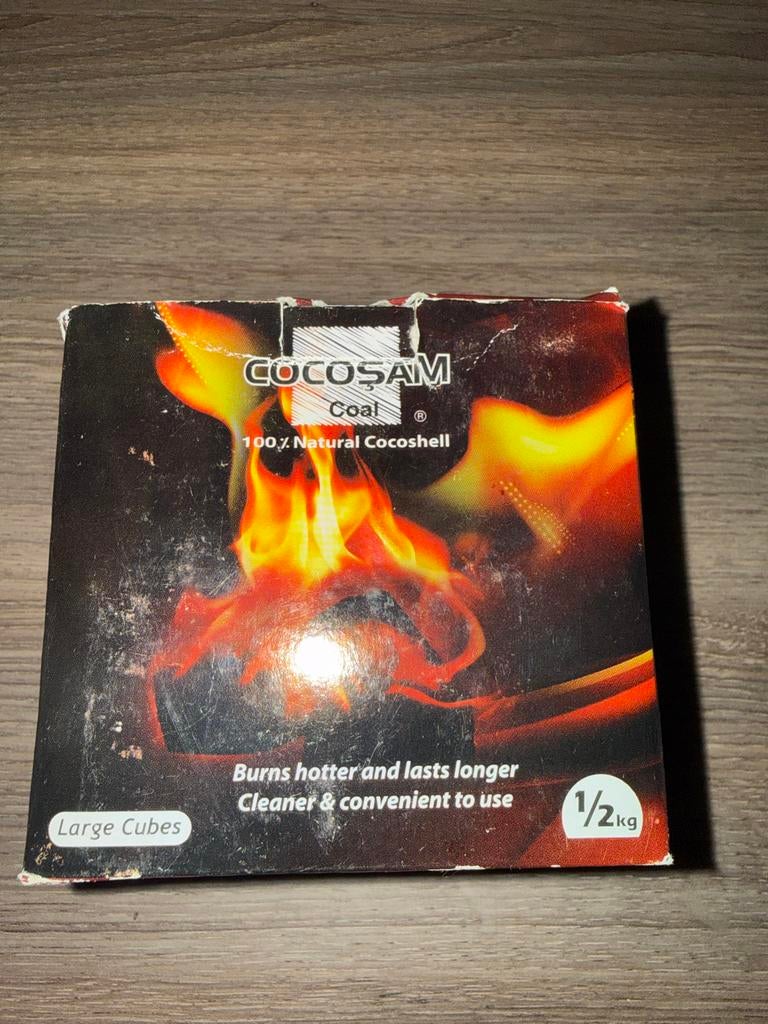 COCOŞAM
Coal
®
100% Natural Cocoshell
Burns hotter and lasts longer
Cleaner & convenient to use
Large Cubes
1/2kg